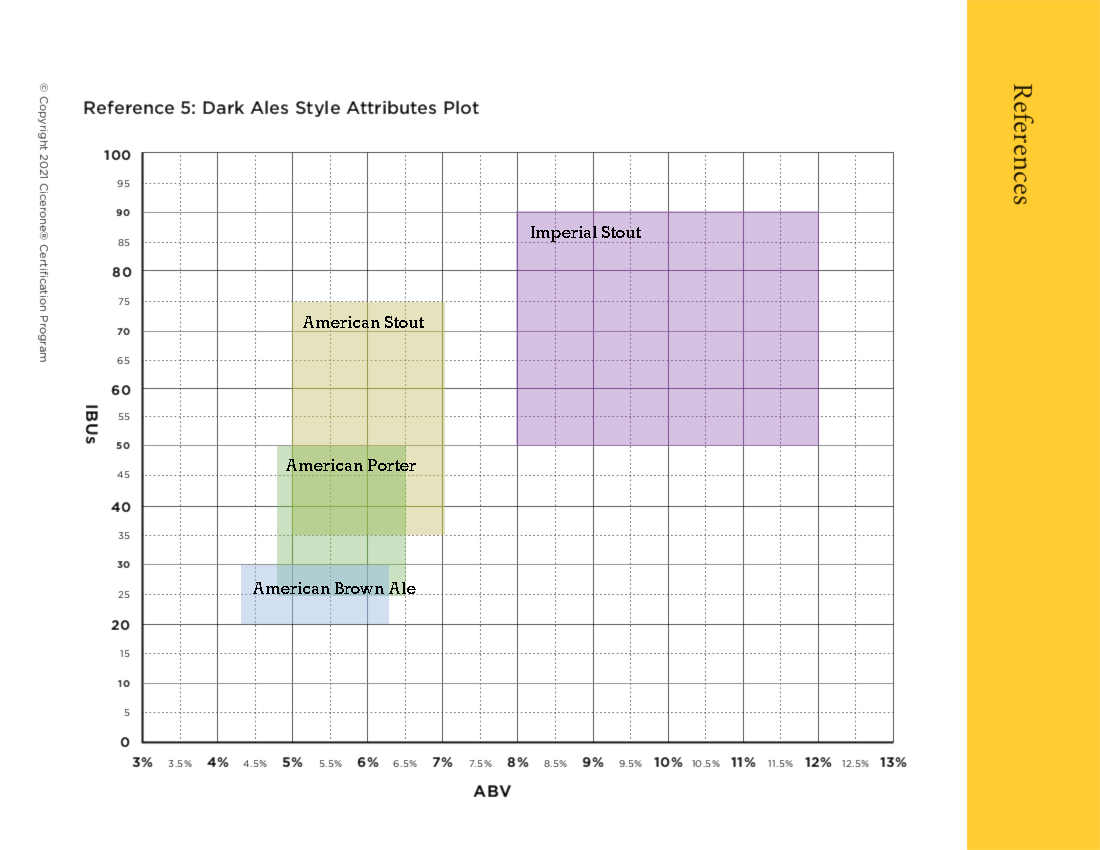 References
© Copyright 2021 Cicerone® Certification Program
Reference 5: Dark Ales Style Attributes Plot
100
95
90
85
80
75
70
65
60
55
50
45
40
35
30
25
20
15
10
5
0
IBUs
Imperial Stout
American Stout
American Porter
American Brown Ale
3% 3.5% 4% 4.5% 5% 5.5% 6% 6.5% 7% 7.5% 8% 8.5% 9% 9.5% 10% 10.5% 11% 11.5% 12% 12.5% 13%
ABV